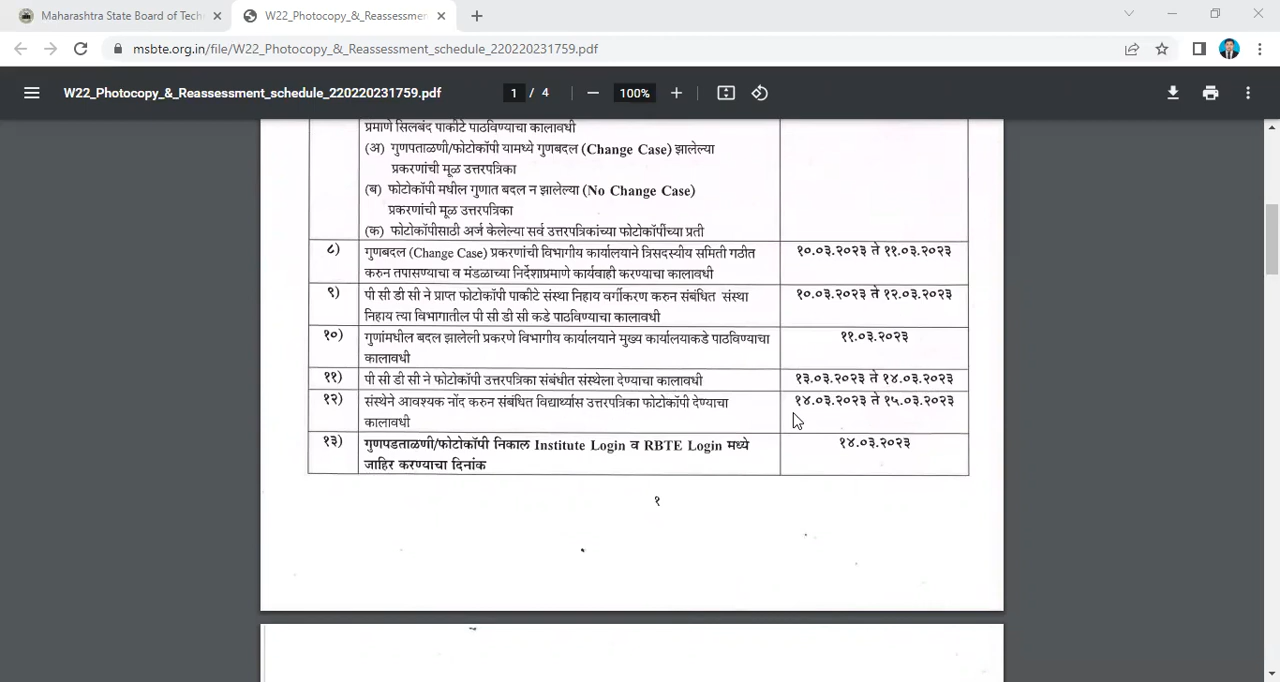 Maharashtra State Board of Tech
W22_Photocopy_&_Reassessmen
msbte.org.in/file/W22_Photocopy_&_Reassessment_schedule_220220231759.pdf
W22_Photocopy_&_Reassessment_schedule_220220231759.pdf
1 / 4
100%
प्रमाणे सिलबंद पाकीटे पाठविण्याचा कालावधी
(अ) गुणपताळणी/फोटोकॉपी यामध्ये गुणबदल (Change Case) झालेल्या
प्रकरणांची मूळ उत्तरपत्रिका
(ब) फोटोकॉपी मधील गुणात बदल न झालेल्या (No Change Case)
प्रकरणांची मूळ उत्तरपत्रिका
(क) फोटोकॉपीसाठी अर्ज केलेल्या सर्व उत्तरपत्रिकांच्या फोटोकॉपींच्या प्रती
८) गुणबदल (Change Case) प्रकरणांची विभागीय कार्यालयाने त्रिसदस्यीय समिती गठीत १०.०३.२०२३ ते ११.०३.२०२३
करुन तपासण्याचा व मंडळाच्या निर्देशाप्रमाणे कार्यवाही करण्याचा कालावधी
९) पी सी डी सी ने प्राप्त फोटोकॉपी पाकीटे संस्था निहाय वर्गीकरण करुन संबंधित संस्था १०.०३.२०२३ ते १२.०३.२०२३
निहाय त्या विभागातील पी सी डी सी कडे पाठविण्याचा कालावधी
१०) गुणांमधील बदल झालेली प्रकरणे विभागीय कार्यालयाने मुख्य कार्यालयाकडे पाठविण्याचा ११.०३.२०२३
कालावधी
११) पी सी डी सी ने फोटोकॉपी उत्तरपत्रिका संबंधीत संस्थेला देण्याचा कालावधी १३.०३.२०२३ ते १४.०३.२०२३
१२) संस्थेने आवश्यक नोंद करुन संबंधित विद्यार्थ्यास उत्तरपत्रिका फोटोकॉपी देण्याचा १४.०३.२०२३ ते १५.०३.२०२३
कालावधी
१३) गुणपडताळणी/फोटोकॉपी निकाल Institute Login व RBTE Login मध्ये १४.०३.२०२३
जाहिर करण्याचा दिनांक
१